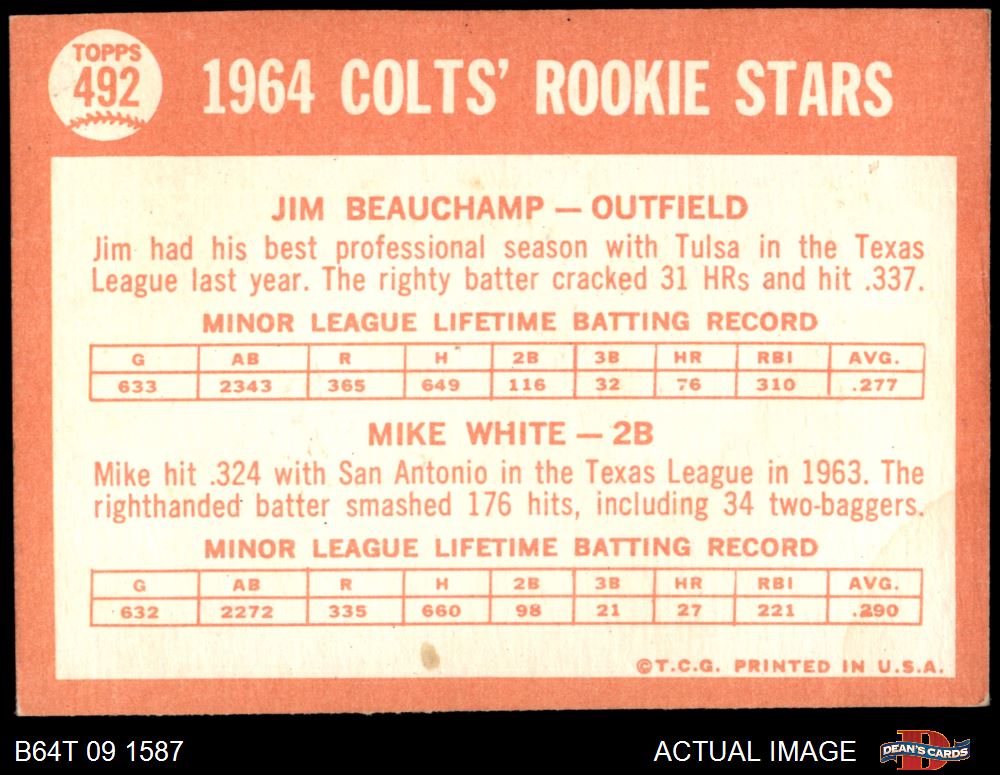 TOPPS
492
1964 COLTS' ROOKIE STARS
JIM BEAUCHAMP — OUTFIELD
Jim had his best professional season with Tulsa in the Texas
League last year. The righty batter cracked 31 HRs and hit .337.
MINOR LEAGUE LIFETIME BATTING RECORD
G AB R H 2B 3B HR RBI AVG.
633 2343 365 649 116 32 76 310 .277
MIKE WHITE — 2B
Mike hit .324 with San Antonio in the Texas League in 1963. The
righthanded batter smashed 176 hits, including 34 two-baggers.
MINOR LEAGUE LIFETIME BATTING RECORD
G AB R H 2B 3B HR RBI AVG.
632 2272 335 660 98 21 27 221 .290
©T.C.G. PRINTED IN U.S.A.
B64T 09 1587 ACTUAL IMAGE D DEAN'S CARDS